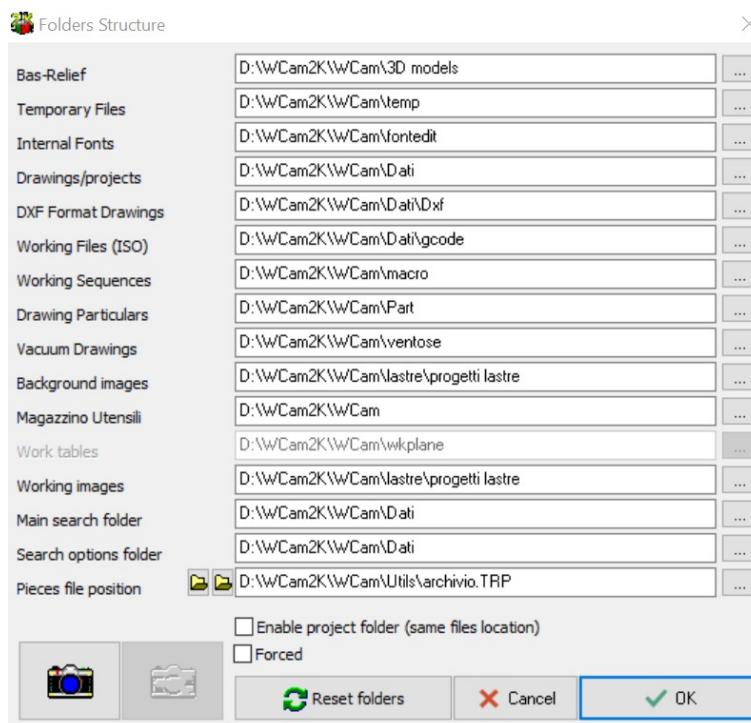 Folders Structure
Bas-Relief D:\WCam2K\WCam\3D models ...
Temporary Files D:\WCam2K\WCam\temp ...
Internal Fonts D:\WCam2K\WCam\fontedit ...
Drawings/projects D:\WCam2K\WCam\Dati ...
DXF Format Drawings D:\WCam2K\WCam\Dati\Dxf ...
Working Files (ISO) D:\WCam2K\WCam\Dati\gcode ...
Working Sequences D:\WCam2K\WCam\macro ...
Drawing Particulars D:\WCam2K\WCam\Part ...
Vacuum Drawings D:\WCam2K\WCam\ventose ...
Background images D:\WCam2K\WCam\lastre\progetti lastre ...
Magazzino Utensili D:\WCam2K\WCam ...
Work tables D:\WCam2K\WCam\wkplane ...
Working images D:\WCam2K\WCam\lastre\progetti lastre ...
Main search folder D:\WCam2K\WCam\Dati ...
Search options folder D:\WCam2K\WCam\Dati ...
Pieces file position D:\WCam2K\WCam\Utils\archivio.TRP ...
Enable project folder (same files location)
Forced
Reset folders Cancel OK